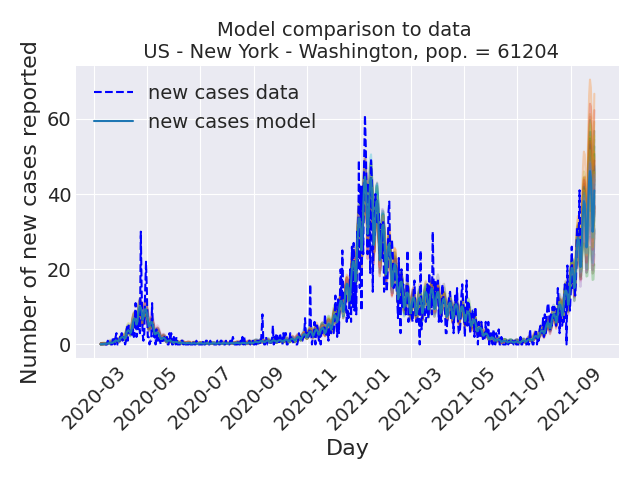 Model comparison to data
US - New York - Washington, pop. = 61204
Number of new cases reported
60
40
20
0
new cases data
new cases model
2020-03
2020-05
2020-07
2020-09
2020-11
2021-01
2021-03
2021-05
2021-07
2021-09
Day